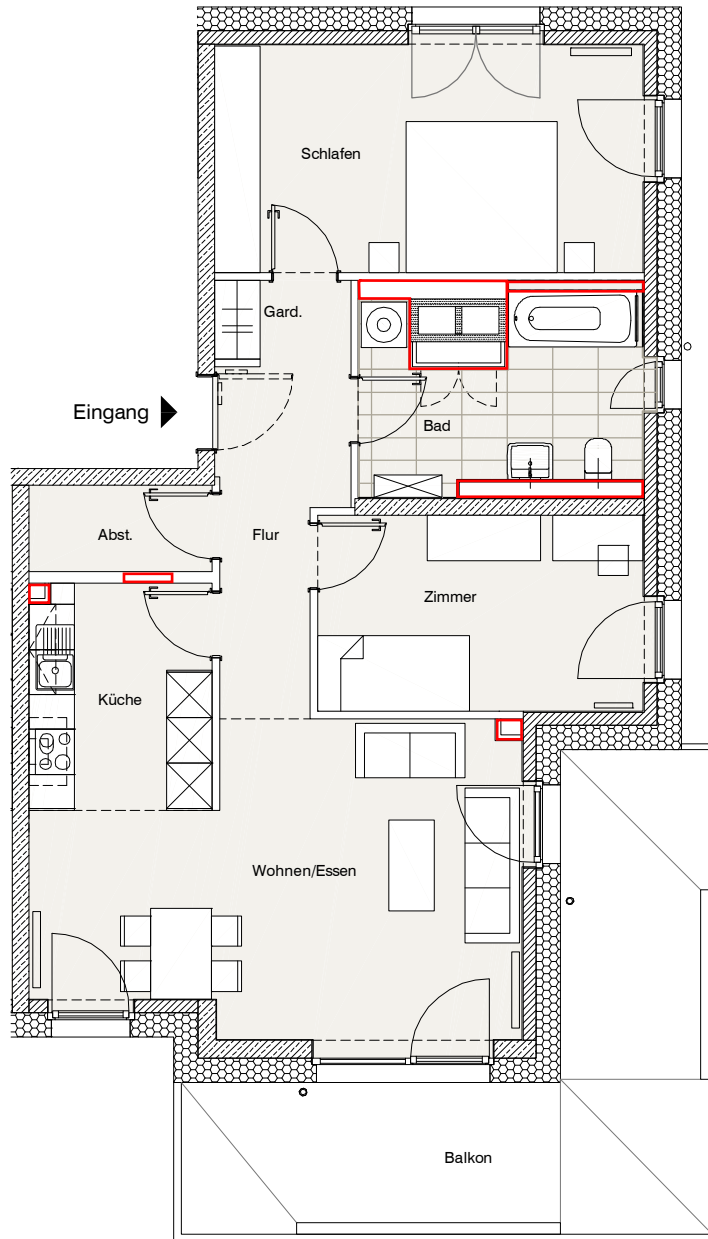 Schlafen
Gard.
Eingang
Bad
Abst.
Flur
Zimmer
Küche
Wohnen/Essen
Balkon